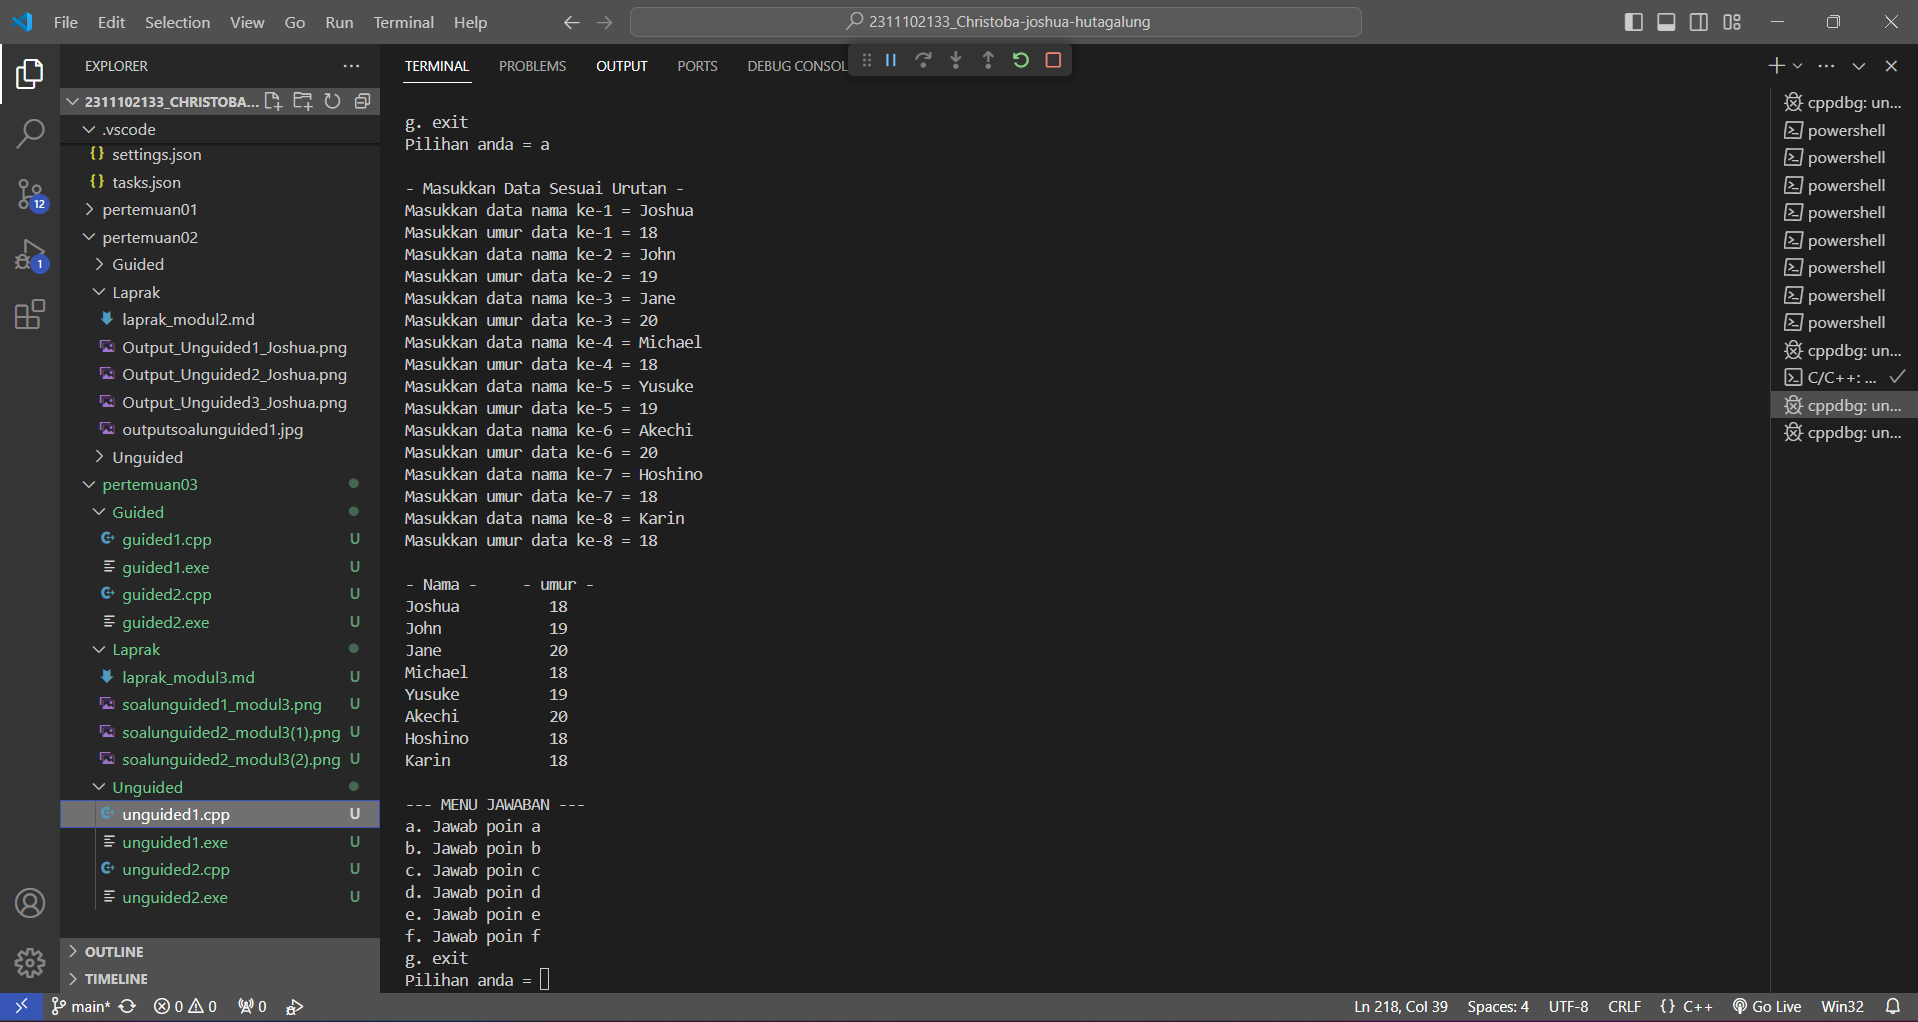 File Edit Selection View Go Run Terminal Help
2311102133_Christoba-joshua-hutagalung
EXPLORER
2311102133_CHRISTOBA...
.vscode
settings.json
tasks.json
pertemuan01
pertemuan02
Guided
Laprak
laprak_modul2.md
Output_Unguided1_Joshua.png
Output_Unguided2_Joshua.png
Output_Unguided3_Joshua.png
outputsoalunguided1.jpg
Unguided
pertemuan03
Guided
guided1.cpp U
guided1.exe U
guided2.cpp U
guided2.exe U
Laprak
laprak_modul3.md U
soalunguided1_modul3.png U
soalunguided2_modul3(1).png U
soalunguided2_modul3(2).png U
Unguided
unguided1.cpp U
unguided1.exe U
unguided2.cpp U
unguided2.exe U
OUTLINE
TIMELINE
12
1
TERMINAL PROBLEMS OUTPUT PORTS DEBUG CONSOL
g. exit
Pilihan anda = a
- Masukkan Data Sesuai Urutan -
Masukkan data nama ke-1 = Joshua
Masukkan umur data ke-1 = 18
Masukkan data nama ke-2 = John
Masukkan umur data ke-2 = 19
Masukkan data nama ke-3 = Jane
Masukkan umur data ke-3 = 20
Masukkan data nama ke-4 = Michael
Masukkan umur data ke-4 = 18
Masukkan data nama ke-5 = Yusuke
Masukkan umur data ke-5 = 19
Masukkan data nama ke-6 = Akechi
Masukkan umur data ke-6 = 20
Masukkan data nama ke-7 = Hoshino
Masukkan umur data ke-7 = 18
Masukkan data nama ke-8 = Karin
Masukkan umur data ke-8 = 18
- Nama - - umur -
Joshua 18
John 19
Jane 20
Michael 18
Yusuke 19
Akechi 20
Hoshino 18
Karin 18
--- MENU JAWABAN ---
a. Jawab poin a
b. Jawab poin b
c. Jawab poin c
d. Jawab poin d
e. Jawab poin e
f. Jawab poin f
g. exit
Pilihan anda =
cppdbg: un...
powershell
powershell
powershell
powershell
powershell
powershell
powershell
powershell
cppdbg: un...
C/C++: ...
cppdbg: un...
cppdbg: un...
main* 0 0 0
Ln 218, Col 39 Spaces: 4 UTF-8 CRLF {} C++ Go Live Win32